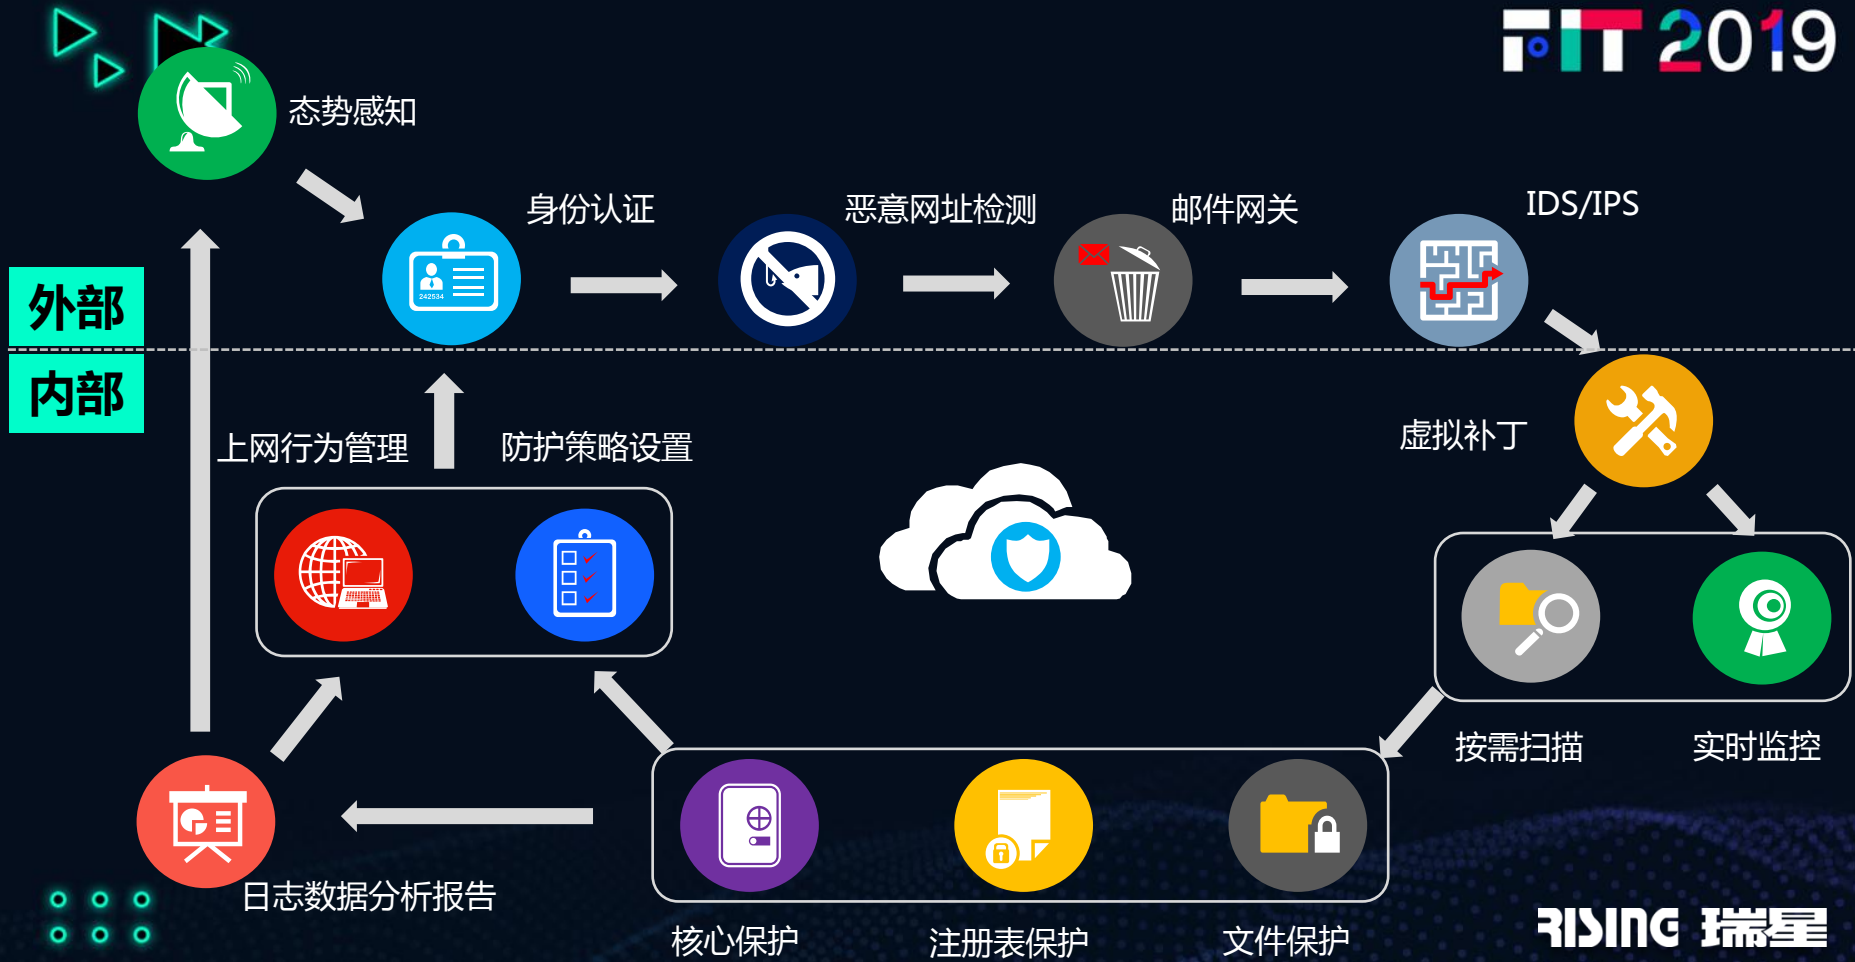 FIT 2019
态势感知
身份认证
恶意网址检测
邮件网关
IDS/IPS
242534
外部
内部
上网行为管理
防护策略设置
虚拟补丁
按需扫描
实时监控
日志数据分析报告
核心保护
注册表保护
文件保护
RISING 瑞星